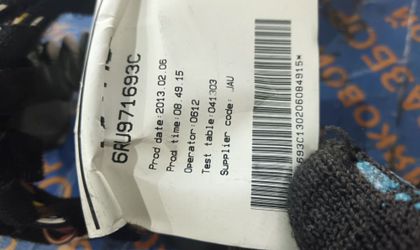 6RU971693C
Prod date:2013.02.06
Prod time:08.49.15
Operator:0612
Test table:041303
Supplier code: JAU
693C130206084915*